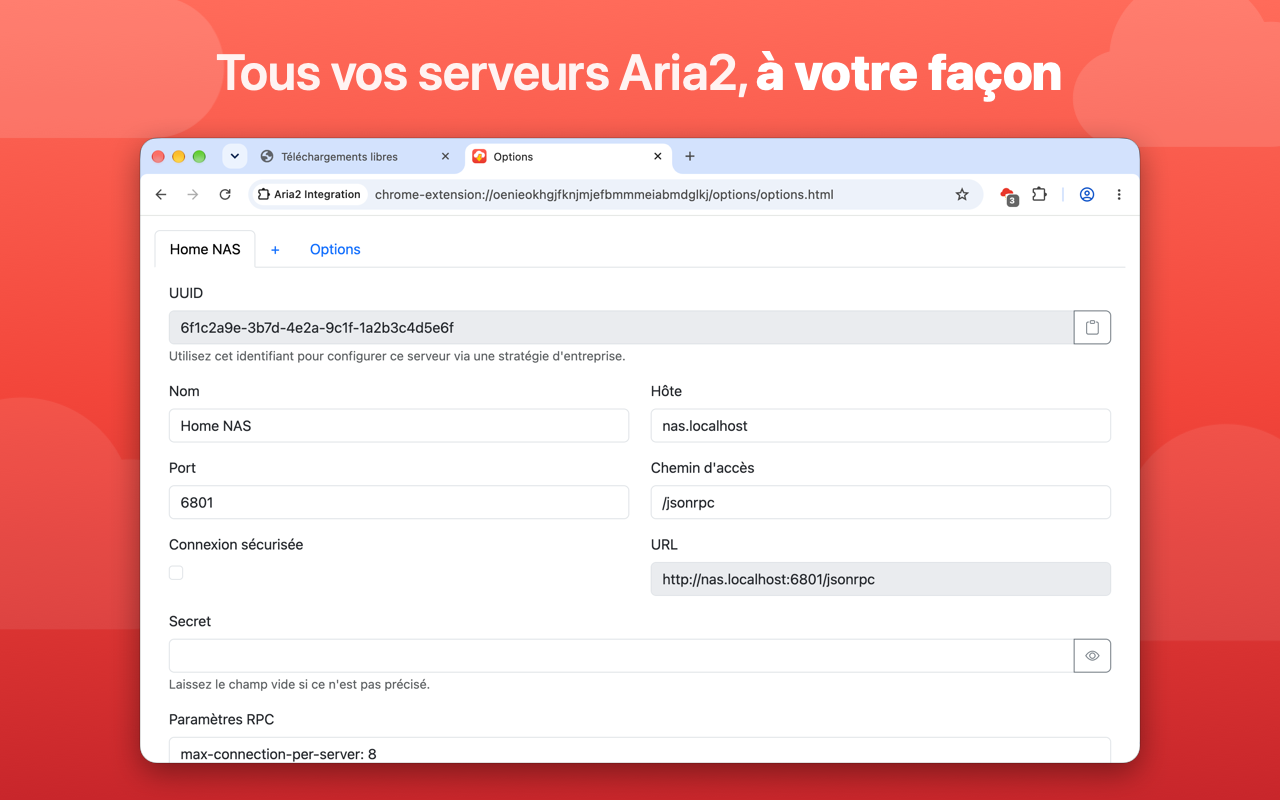 Tous vos serveurs Aria2, à votre façon
Téléchargements libres
Options
Aria2 Integration
chrome-extension://oenieokhgjfknjmjefbmmmeiabmdglkj/options/options.html
3
Home NAS
+
Options
UUID
6f1c2a9e-3b7d-4e2a-9c1f-1a2b3c4d5e6f
Utilisez cet identifiant pour configurer ce serveur via une stratégie d'entreprise.
Nom
Hôte
Home NAS
nas.localhost
Port
Chemin d'accès
6801
/jsonrpc
Connexion sécurisée
URL
http://nas.localhost:6801/jsonrpc
Secret
Laissez le champ vide si ce n'est pas précisé.
Paramètres RPC
max-connection-per-server: 8